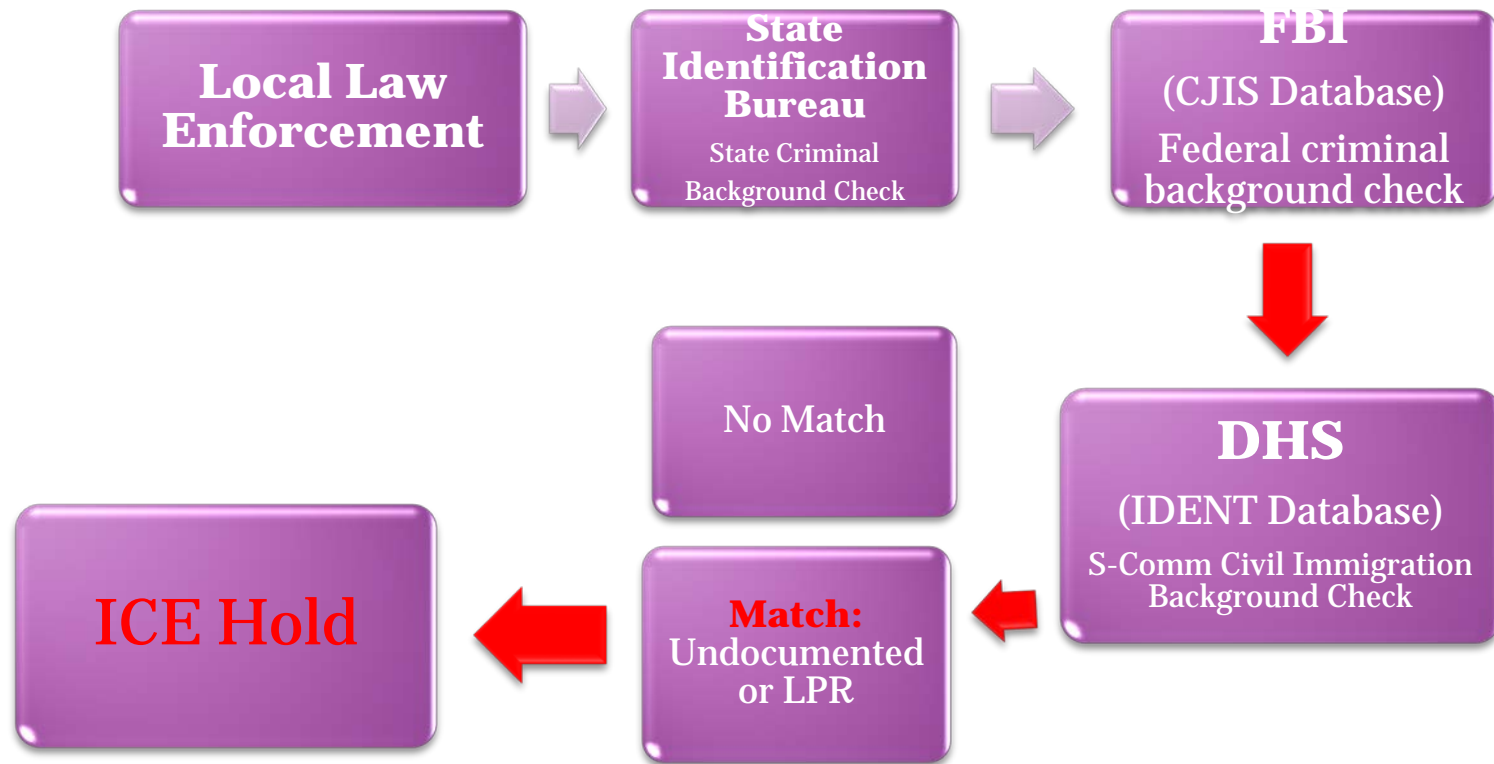 Local Law
Enforcement
State
Identification
Bureau
State Criminal
Background Check
FBI
(CJIS Database)
Federal criminal
background check
DHS
(IDENT Database)
S-Comm Civil Immigration
Background Check
No Match
Match:
Undocumented
or LPR
ICE Hold